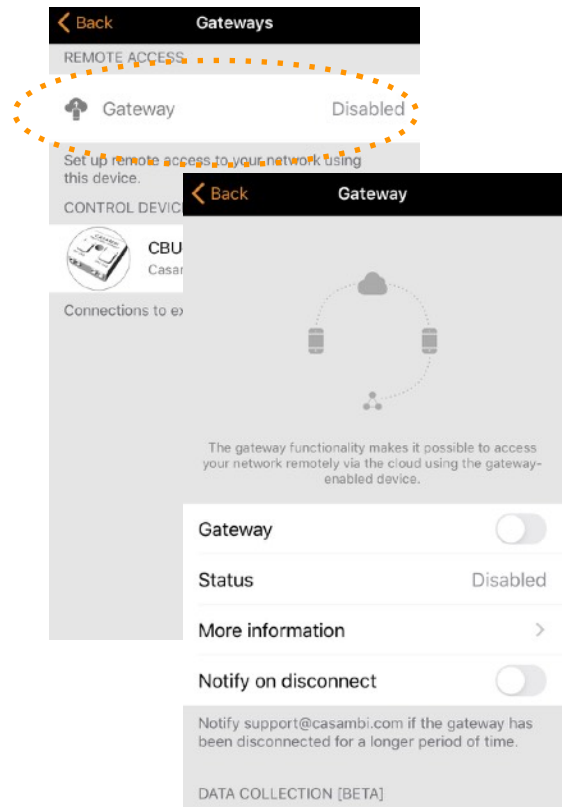 Back
Gateways
REMOTE ACCESS
Gateway
Disabled
Set up remote access to your network using
this device.
CONTROL DEVIC
CBU
Casar
Connections to ex
Back
Gateway
The gateway functionality makes it possible to access
your network remotely via the cloud using the gateway-
enabled device.
Gateway
Status
Disabled
More information
Notify on disconnect
Notify support@casambi.com if the gateway has
been disconnected for a longer period of time.
DATA COLLECTION [BETA]